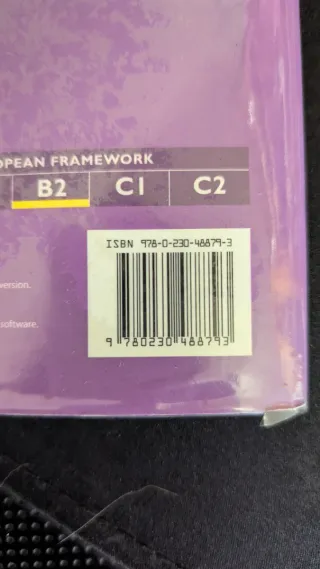 OPEAN FRAMEWORK
B2 C1 C2
ISBN 978-0-230-48879-3
version.
software.
9 780230 488793